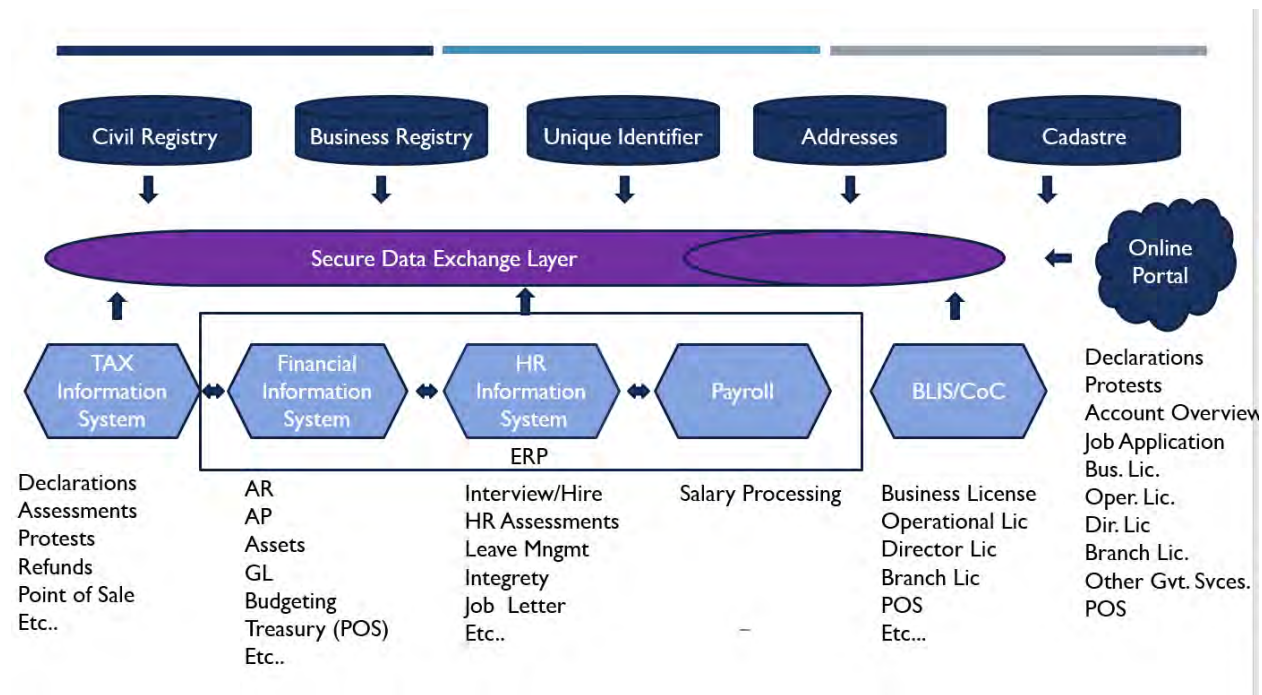 Civil Registry
Business Registry
Unique Identifier
Addresses
Cadastre
Secure Data Exchange Layer
Online
Portal
TAX
Information
System
Financial
Information
System
HR
Information
System
Payroll
BLIS/CoC
ERP
Declarations
Assessments
Protests
Refunds
Point of Sale
Etc..
AR
AP
Assets
GL
Budgeting
Treasury (POS)
Etc..
Interview/Hire
HR Assessments
Leave Mngmt
Integrety
Job Letter
Etc..
Salary Processing
Business License
Operational Lic
Director Lic
Branch Lic
POS
Etc...
Declarations
Protests
Account Overview
Job Application
Bus. Lic.
Oper. Lic.
Dir. Lic
Branch Lic.
Other Gvt. Svces.
POS